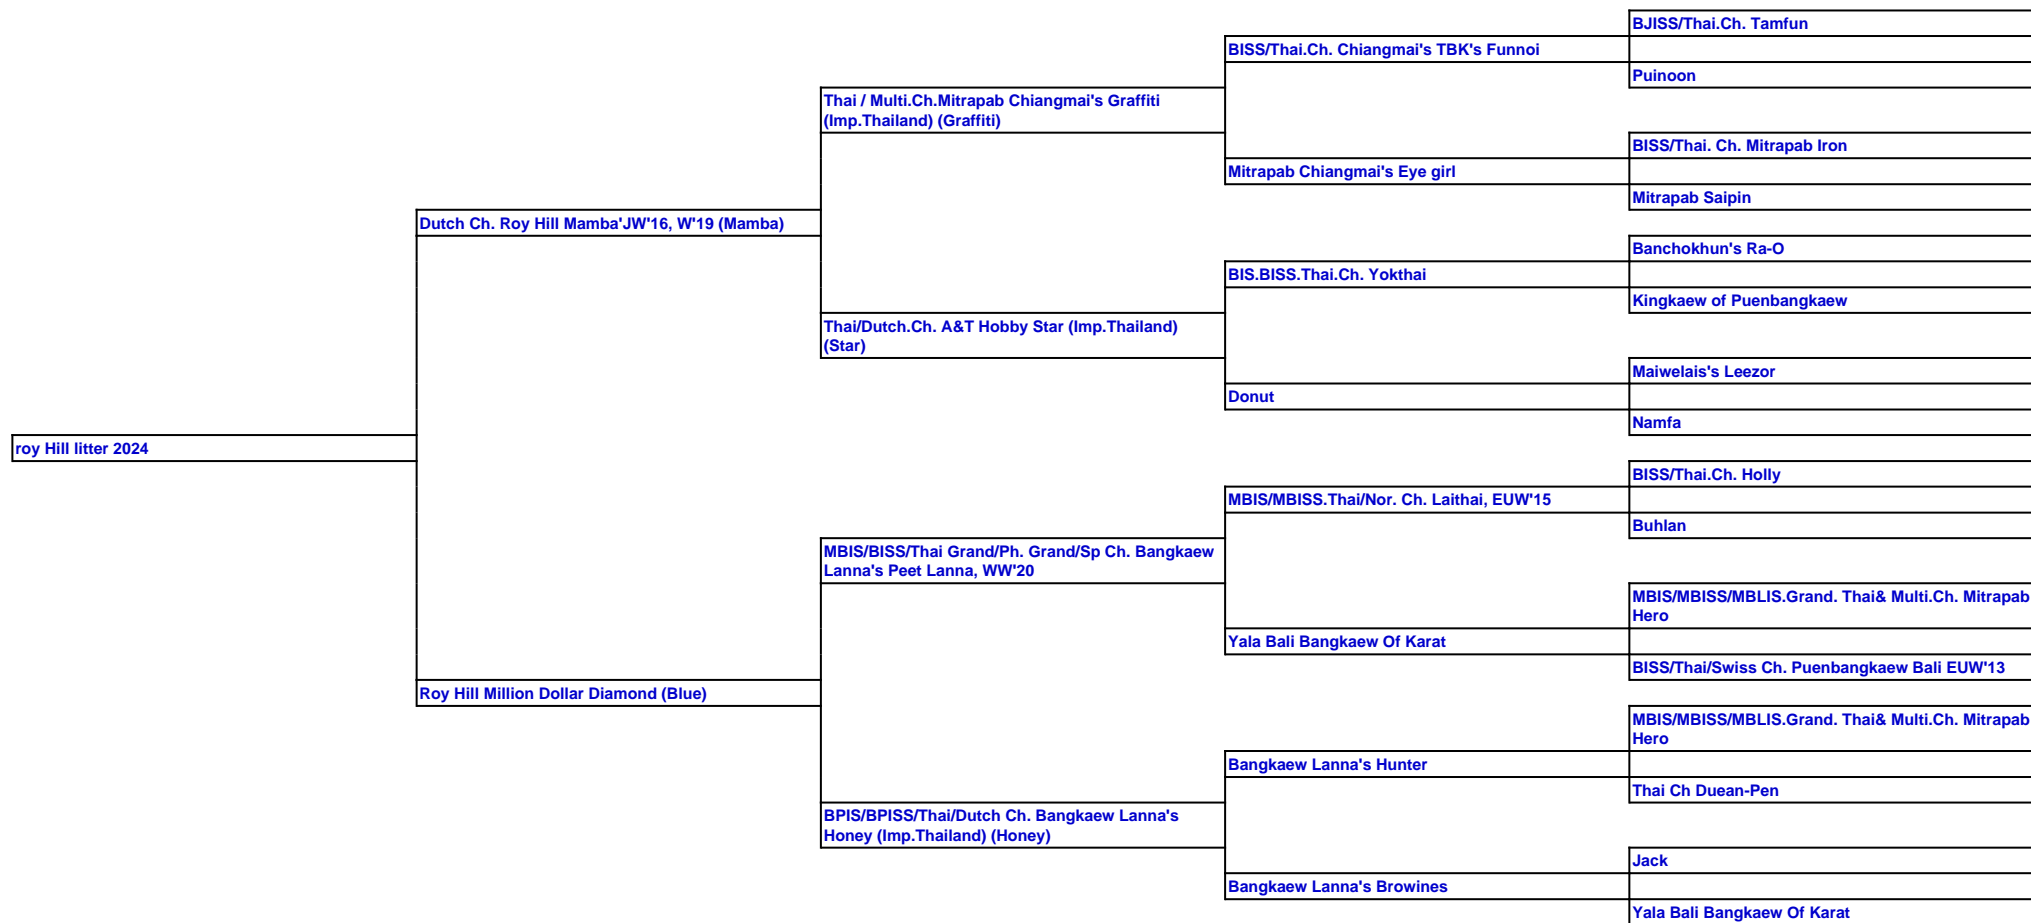 BJISS/Thai.Ch. Tamfun
BISS/Thai.Ch. Chiangmai's TBK's Funnoi
Puinoon
Thai / Multi.Ch.Mitrapab Chiangmai's Graffiti
(Imp.Thailand) (Graffiti)
BISS/Thai. Ch. Mitrapab Iron
Mitrapab Chiangmai's Eye girl
Mitrapab Saipin
Dutch Ch. Roy Hill Mamba'JW'16, W'19 (Mamba)
Banchokhun's Ra-O
BIS.BISS.Thai.Ch. Yokthai
Kingkaew of Puenbangkaew
Thai/Dutch.Ch. A&T Hobby Star (Imp.Thailand)
(Star)
Maiwelais's Leezor
Donut
Namfa
roy Hill litter 2024
BISS/Thai.Ch. Holly
MBIS/MBISS.Thai/Nor. Ch. Laithai, EUW'15
Buhlan
MBIS/BISS/Thai Grand/Ph. Grand/Sp Ch. Bangkaew
Lanna's Peet Lanna, WW'20
MBIS/MBISS/MBLIS.Grand. Thai& Multi.Ch. Mitrapab
Hero
Yala Bali Bangkaew Of Karat
BISS/Thai/Swiss Ch. Puenbangkaew Bali EUW'13
Roy Hill Million Dollar Diamond (Blue)
MBIS/MBISS/MBLIS.Grand. Thai& Multi.Ch. Mitrapab
Hero
Bangkaew Lanna's Hunter
Thai Ch Duean-Pen
BPIS/BPISS/Thai/Dutch Ch. Bangkaew Lanna's
Honey (Imp.Thailand) (Honey)
Jack
Bangkaew Lanna's Browines
Yala Bali Bangkaew Of Karat